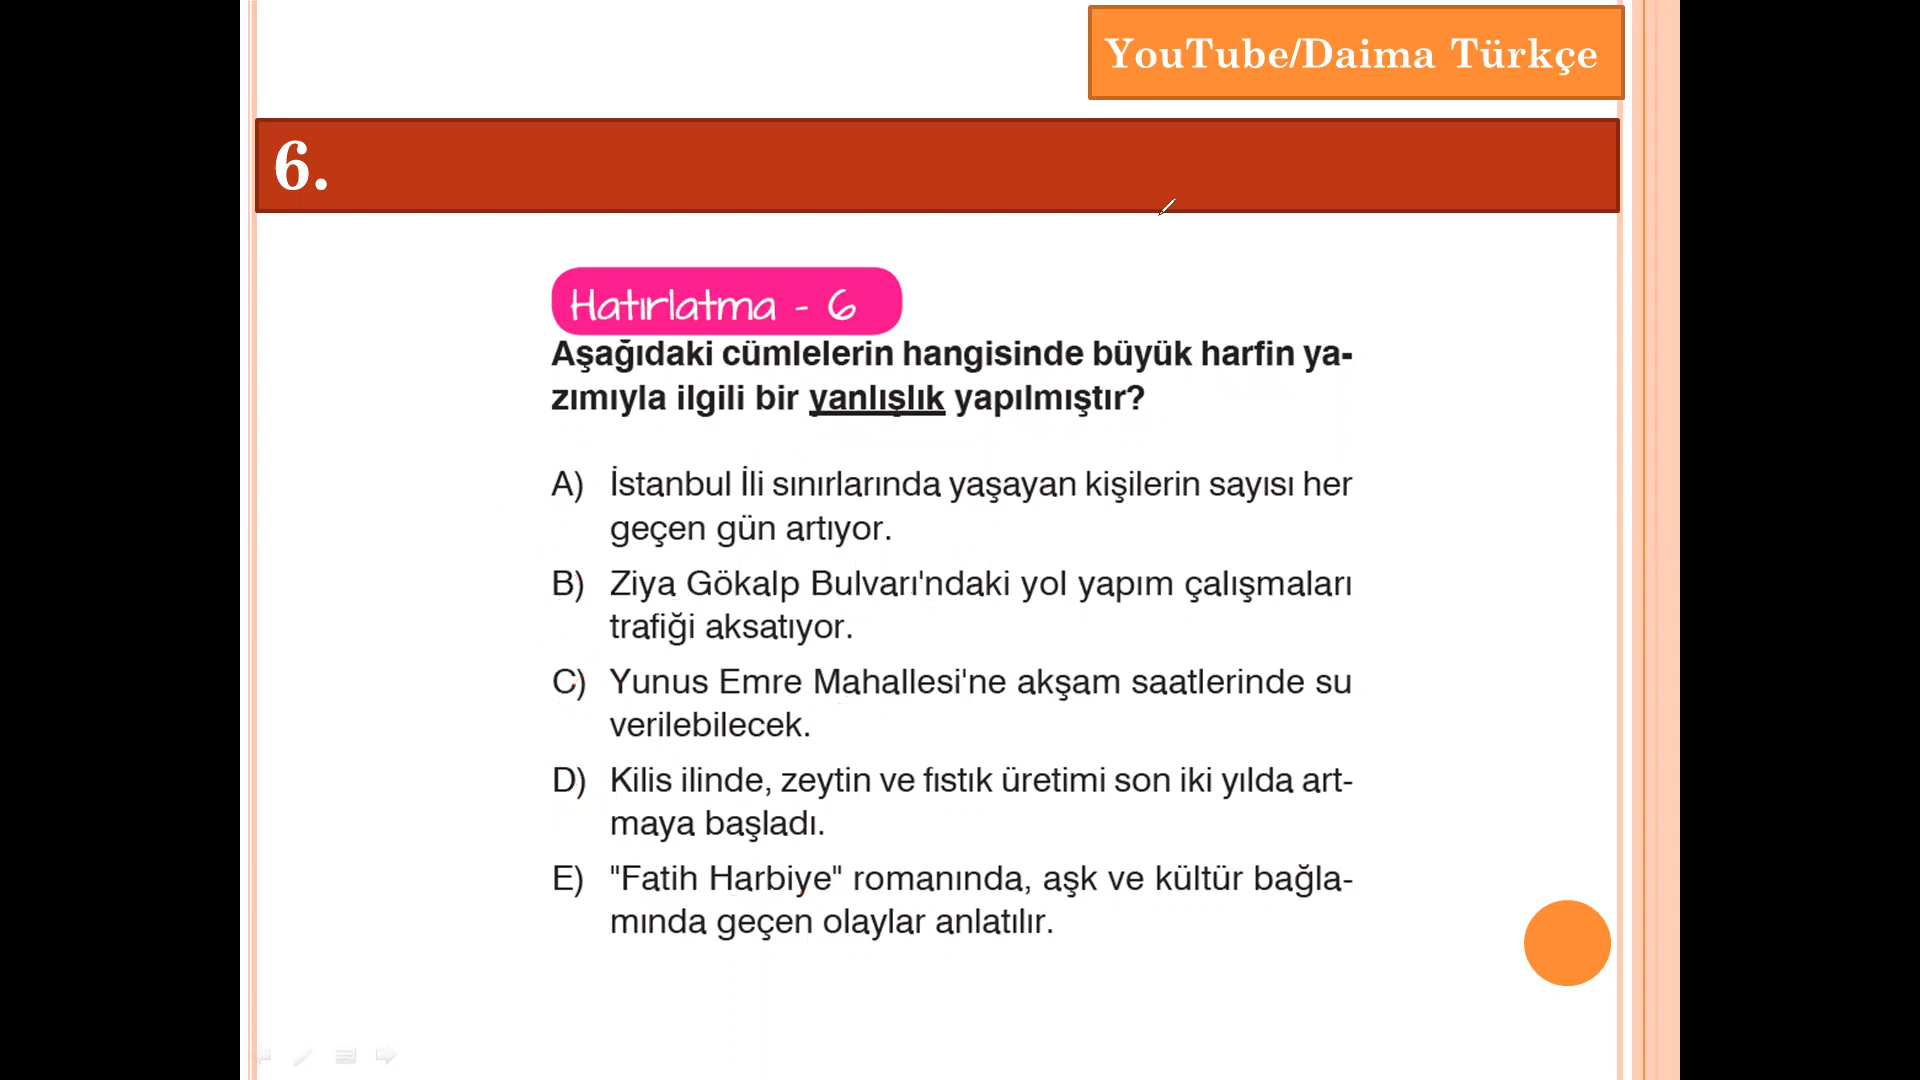 YouTube/Daima Türkçe
6.
Hatırlatma - 6
Aşağıdaki cümlelerin hangisinde büyük harfin ya-
zımıyla ilgili bir yanlışlık yapılmıştır?
A) İstanbul İli sınırlarında yaşayan kişilerin sayısı her
geçen gün artıyor.
B) Ziya Gökalp Bulvarı'ndaki yol yapım çalışmaları
trafiği aksatıyor.
C) Yunus Emre Mahallesi'ne akşam saatlerinde su
verilebilecek.
D) Kilis ilinde, zeytin ve fıstık üretimi son iki yılda art-
maya başladı.
E) "Fatih Harbiye" romanında, aşk ve kültür bağla-
mında geçen olaylar anlatılır.